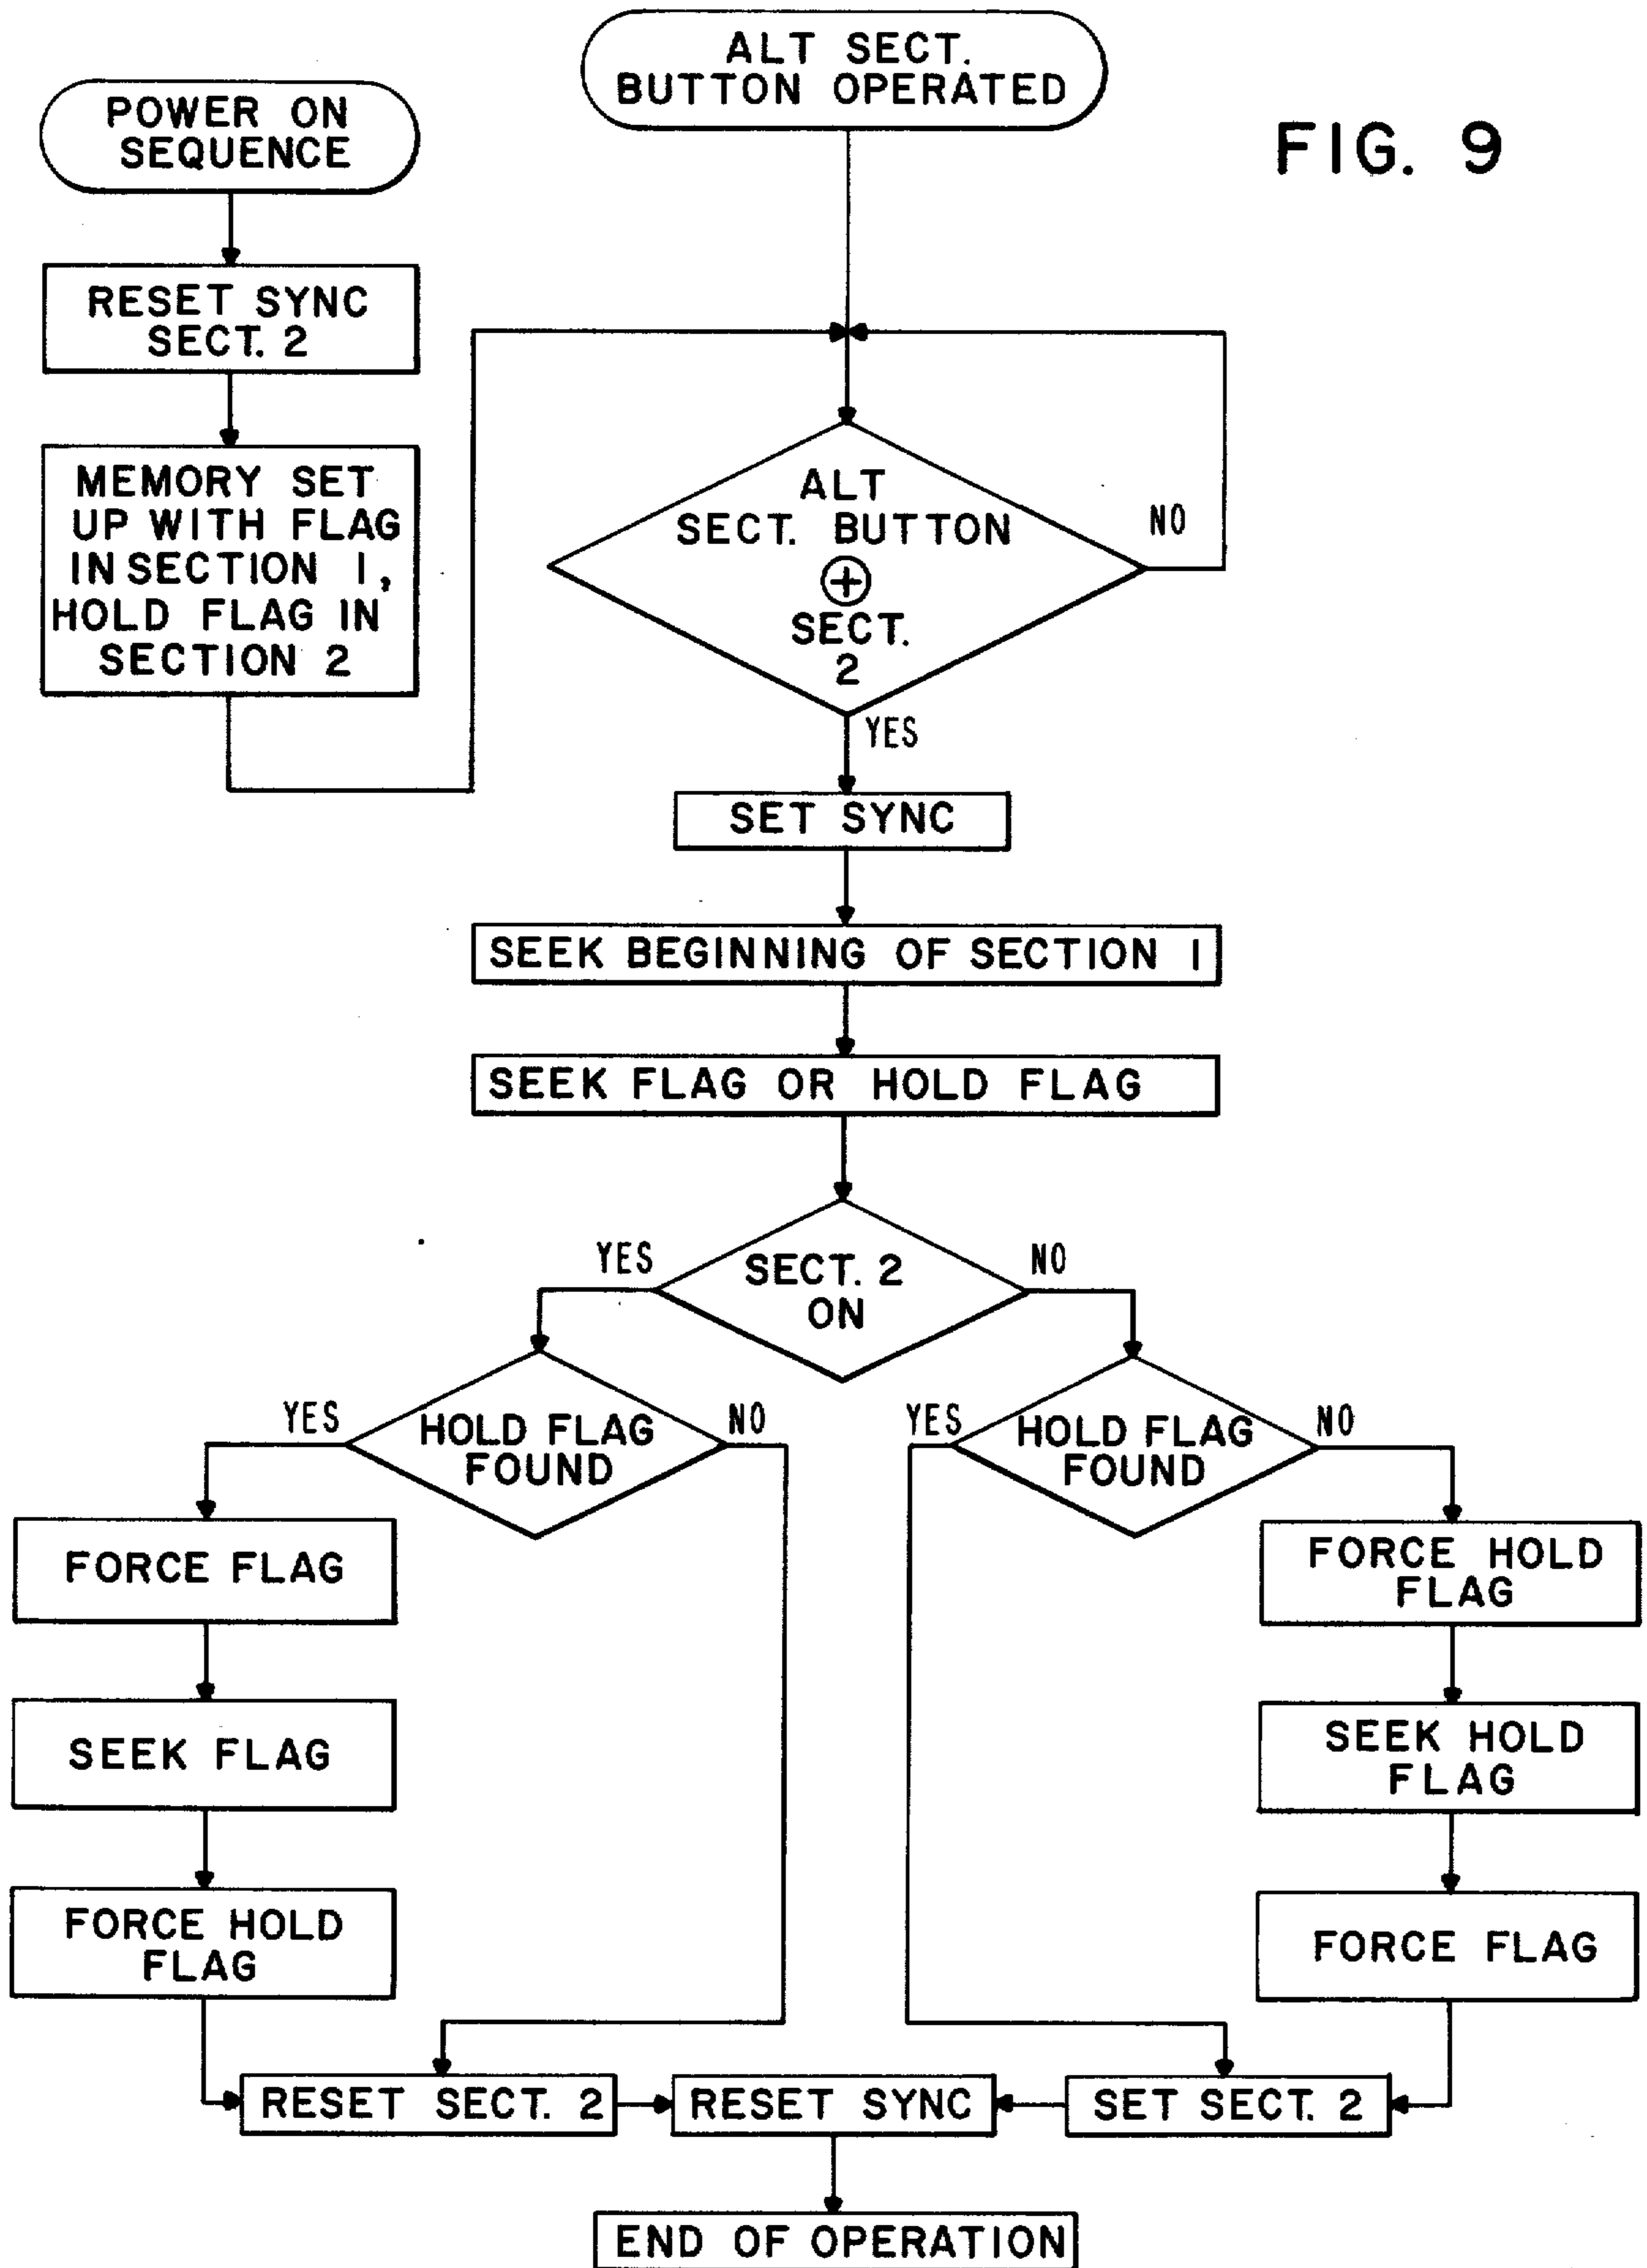 ALT SECT.
BUTTON OPERATED
POWER ON
SEQUENCE
FIG. 9
RESET SYNC
SECT. 2
MEMORY SET
UP WITH FLAG
IN SECTION 1,
HOLD FLAG IN
SECTION 2
ALT
SECT. BUTTON
⊕
SECT.
2
NO
YES
SET SYNC
SEEK BEGINNING OF SECTION 1
SEEK FLAG OR HOLD FLAG
YES
SECT. 2
ON
NO
YES
HOLD FLAG
FOUND
NO
YES
HOLD FLAG
FOUND
NO
FORCE FLAG
SEEK FLAG
FORCE HOLD
FLAG
FORCE HOLD
FLAG
SEEK HOLD
FLAG
FORCE FLAG
RESET SECT. 2
RESET SYNC
SET SECT. 2
END OF OPERATION